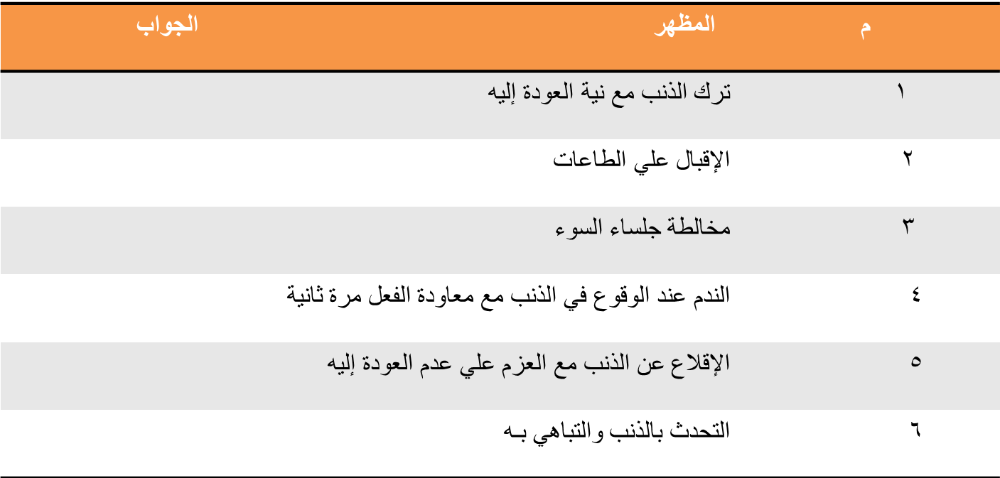 م المظهر الجواب
١ ترك الذنب مع نية العودة إليه
٢ الإقبال علي الطاعات
٣ مخالطة جلساء السوء
٤ الندم عند الوقوع في الذنب مع معاودة الفعل مرة ثانية
٥ الإقلاع عن الذنب مع العزم علي عدم العودة إليه
٦ التحدث بالذنب والتباهي بـه